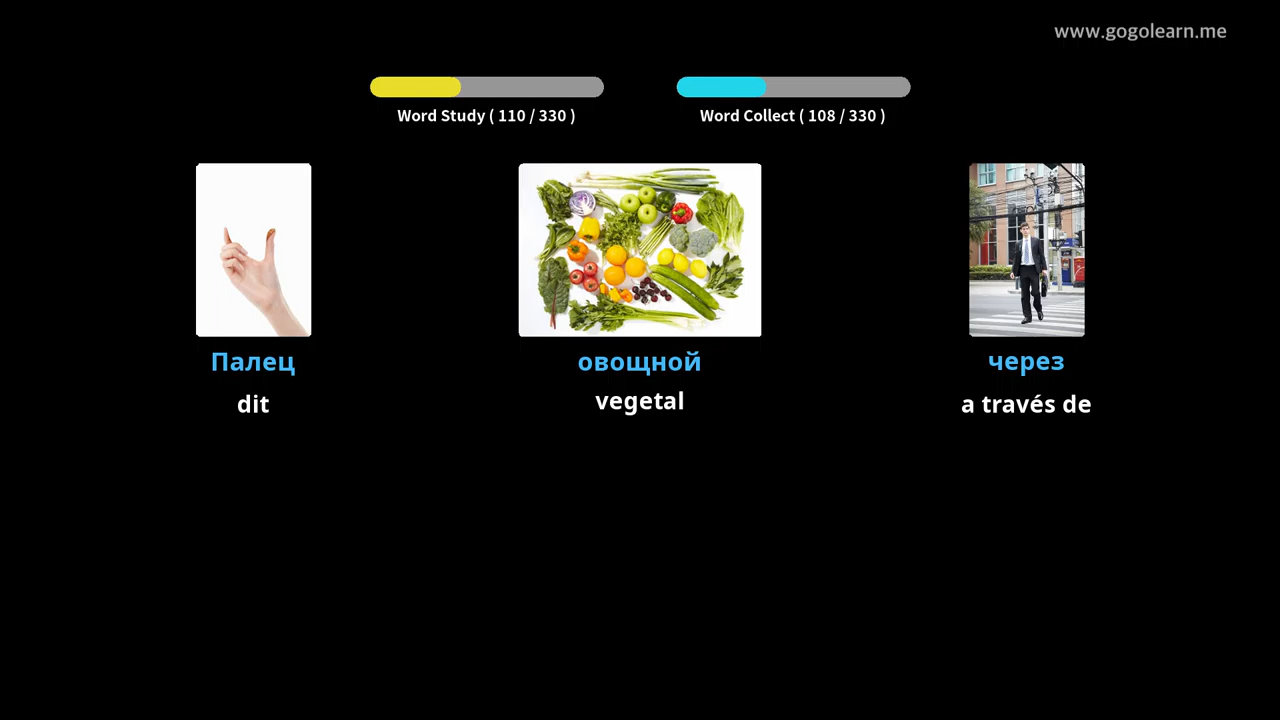 www.gogolearn.me
Word Study ( 110 / 330 )
Word Collect ( 108 / 330 )
Палец
овощной
через
dit
vegetal
a través de